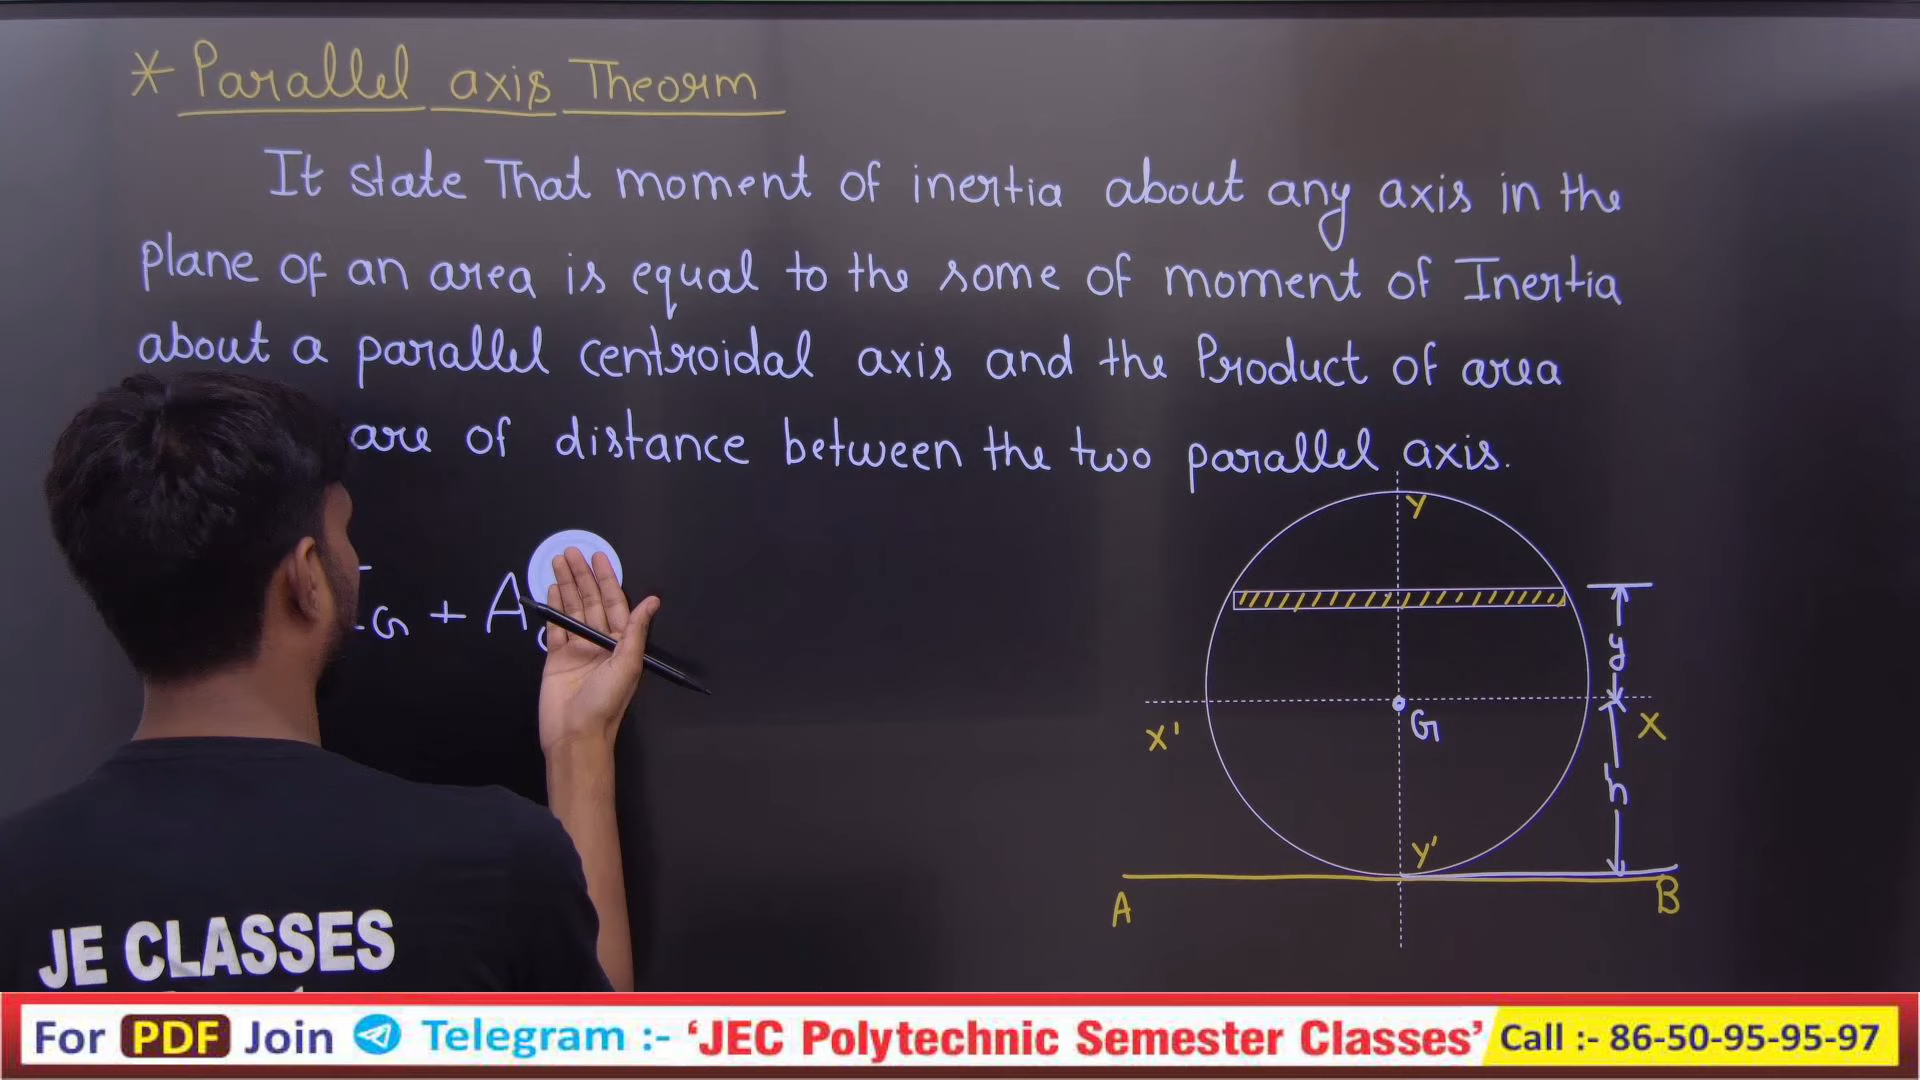 * Parallel axis Theorm
It state That moment of inertia about any axis in the
plane of an area is equal to the some of moment of Inertia
about a parallel centroidal axis and the Product of area
are of distance between the two parallel axis.
G + A
Y
y
G
X'
X
h
Y'
A
B
JE CLASSES
For PDF Join Telegram :- 'JEC Polytechnic Semester Classes' Call :- 86-50-95-95-97